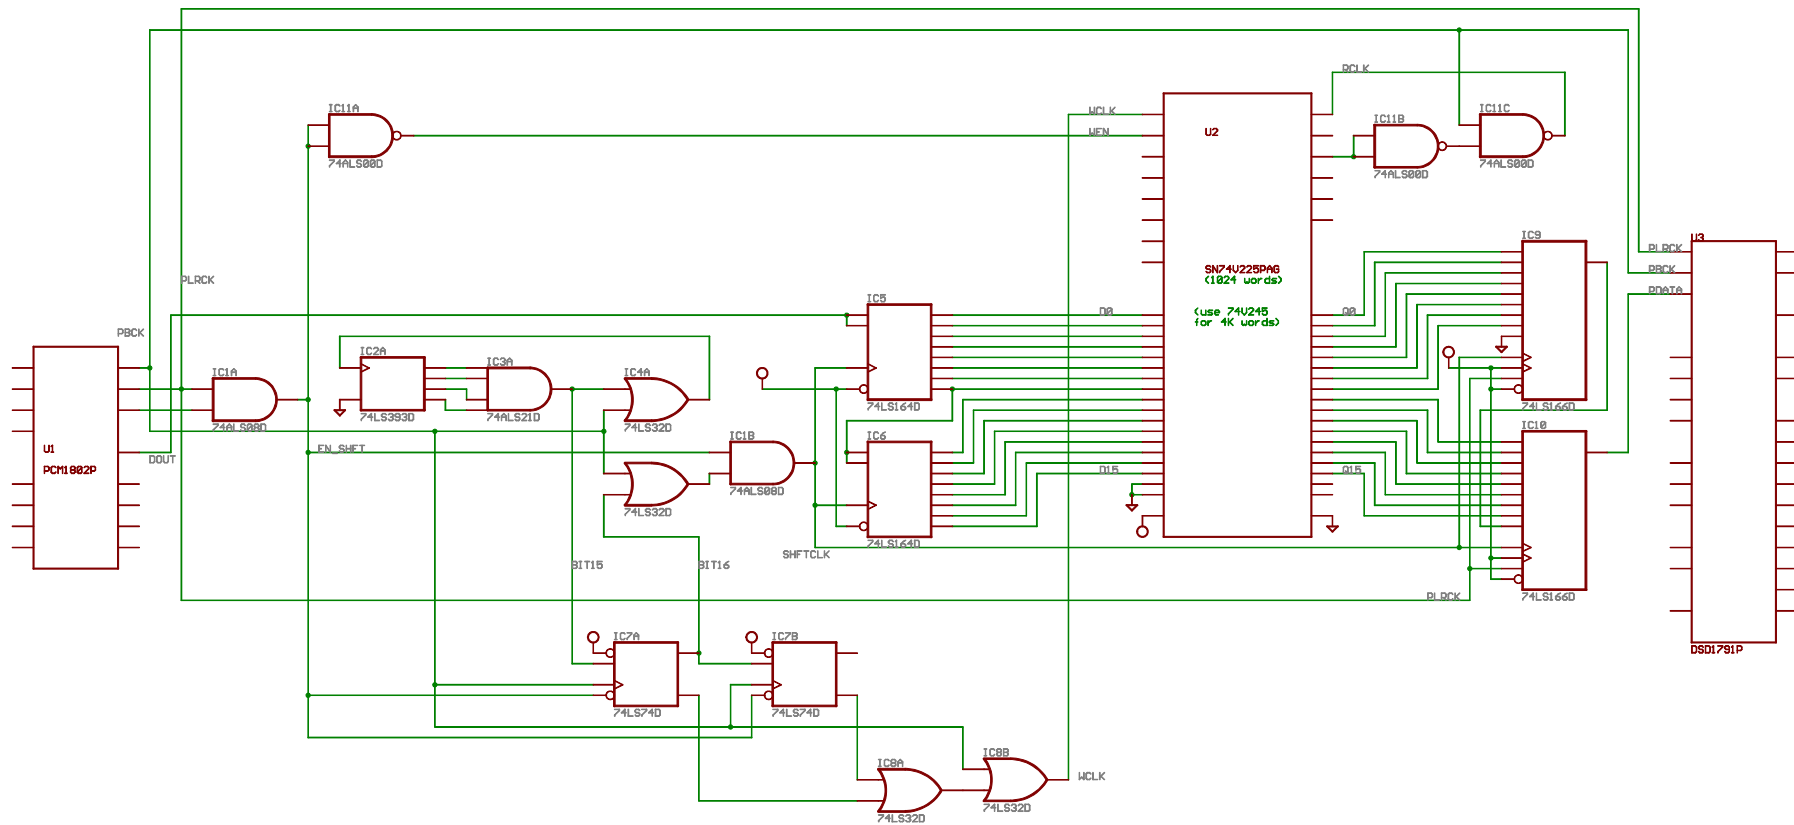 RCLK
IC11A
WCLK
IC11C
U2
IC11B
WEN
74ALS00D
74ALS00D
74ALS00D
IC9
U3
PLRCK
SN74V225PAG
PBCK
(1024 words)
PLRCK
PDATA
IC5
D0
(use 74V245
for 4K words)
Q0
PBCK
IC2A
IC3A
IC1A
IC4A
74LS164D
74LS166D
74LS393D
74ALS21D
74LS32D
74ALS08D
IC10
IC6
IC1B
U1
EN_SHFT
DOUT
PCM1802P
D15
Q15
74ALS08D
74LS32D
74LS164D
SHFTCLK
BIT15
BIT16
PLRCK
74LS166D
IC7A
IC7B
DSD1791P
74LS74D
74LS74D
IC8B
IC8A
WCLK
74LS32D
74LS32D